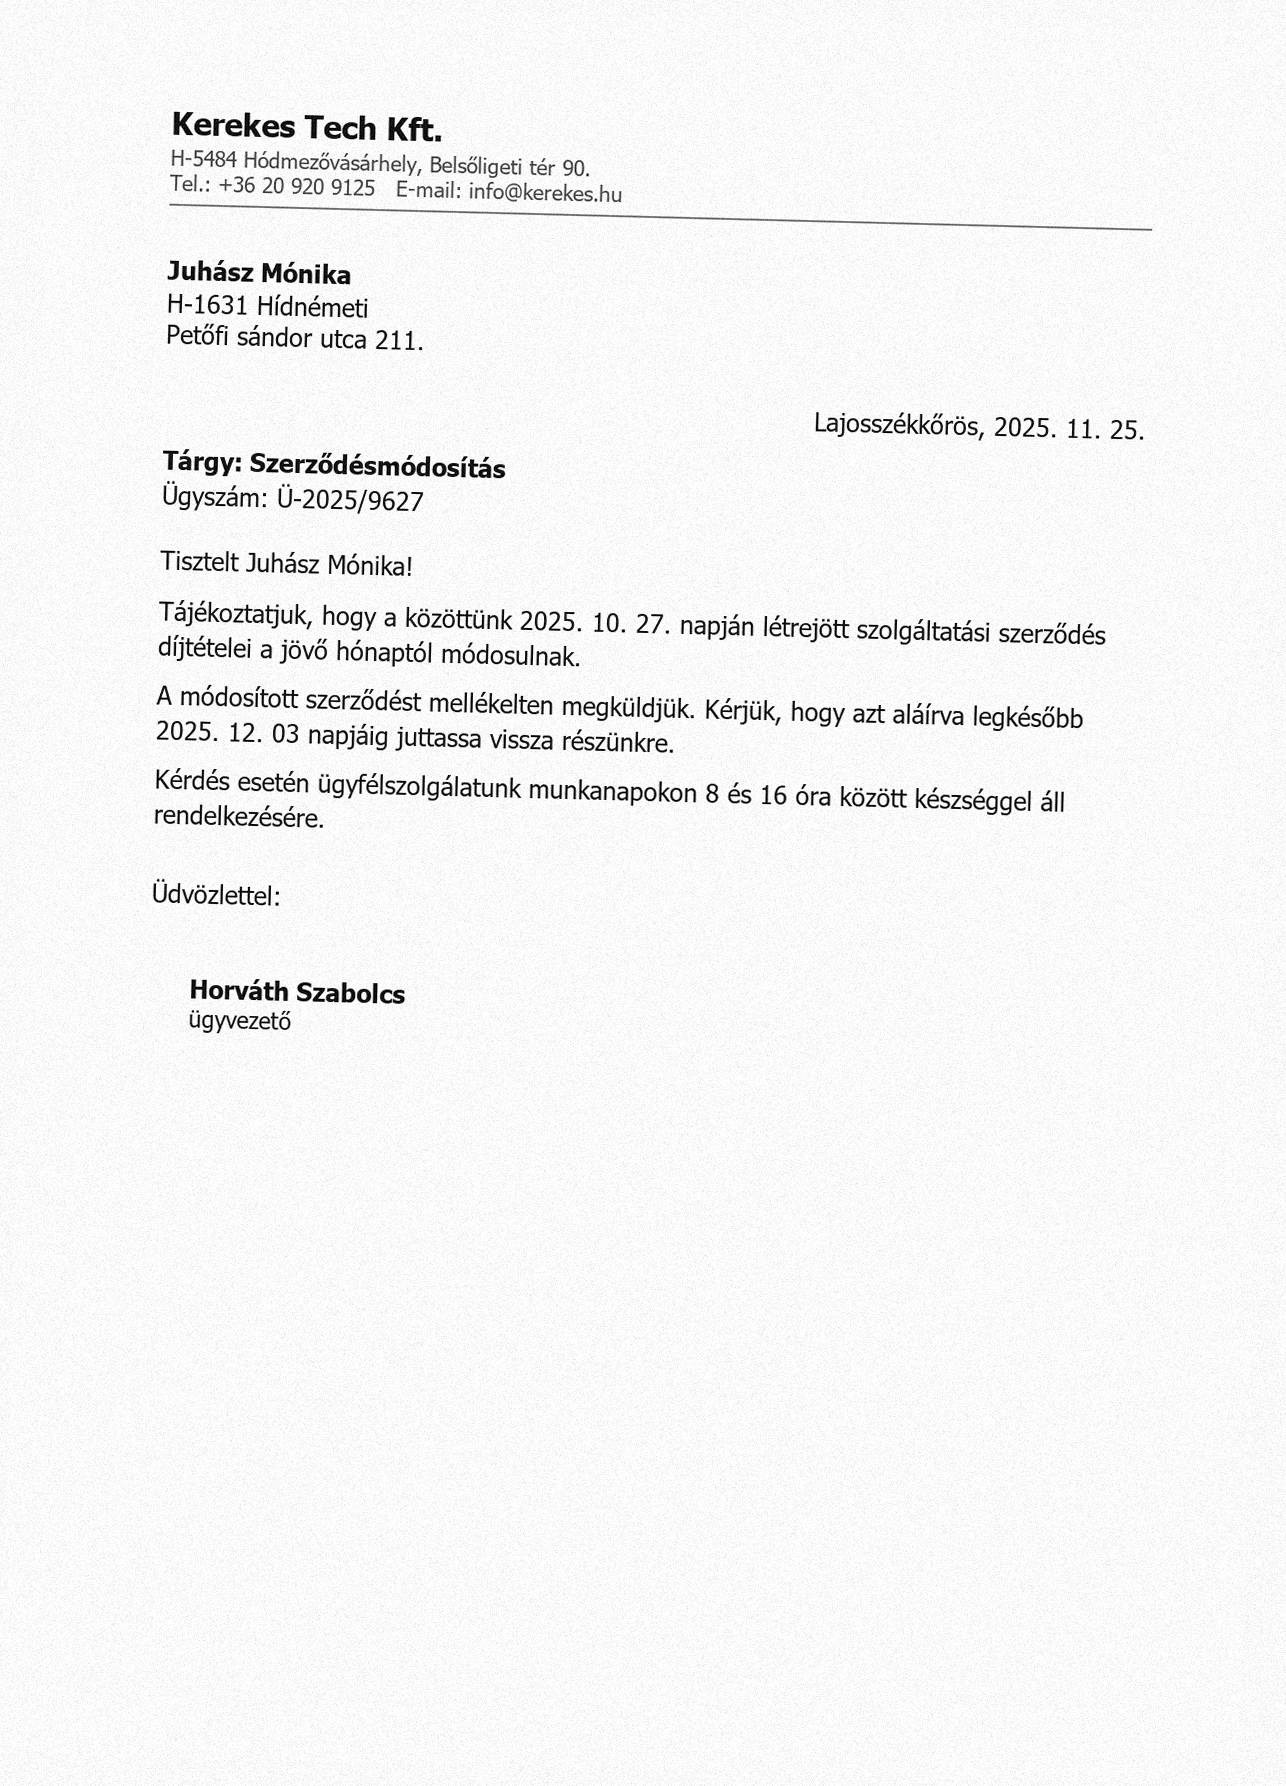 Kerekes Tech Kft.
H-5484 Hódmezővásárhely, Belsőligeti tér 90.
Tel.: +36 20 920 9125 E-mail: info@kerekes.hu
Juhász Mónika
H-1631 Hídnémeti
Petőfi sándor utca 211.
Lajosszékkőrös, 2025. 11. 25.
Tárgy: Szerződésmódosítás
Ügyszám: Ü-2025/9627
Tisztelt Juhász Mónika!
Tájékoztatjuk, hogy a közöttünk 2025. 10. 27. napján létrejött szolgáltatási szerződés
díjtételei a jövő hónaptól módosulnak.
A módosított szerződést mellékelten megküldjük. Kérjük, hogy azt aláírva legkésőbb
2025. 12. 03 napjáig juttassa vissza részünkre.
Kérdés esetén ügyfélszolgálatunk munkanapokon 8 és 16 óra között készséggel áll
rendelkezésére.
Üdvözlettel:
Horváth Szabolcs
ügyvezető